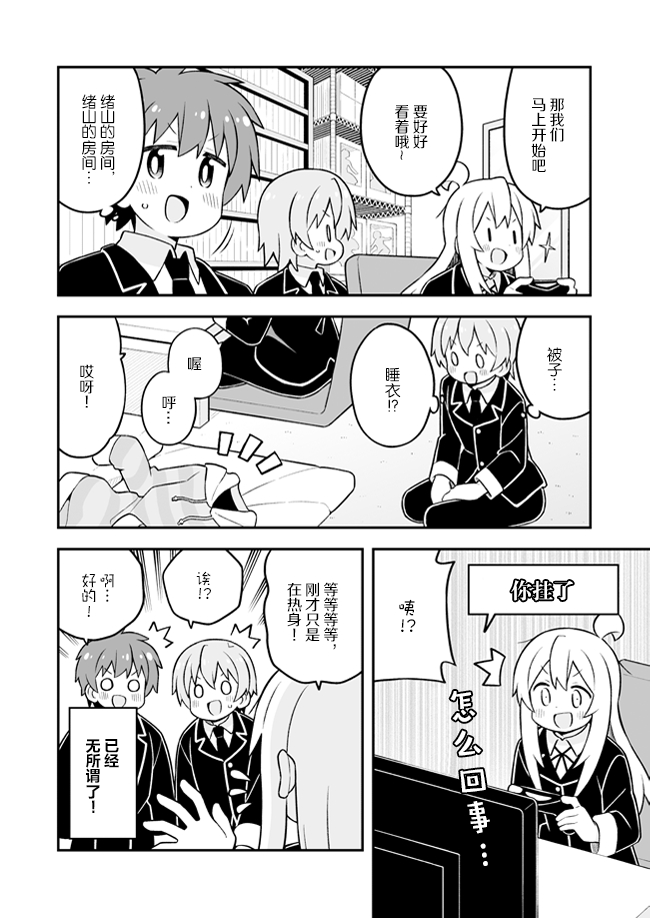 那我们
马上开始吧
要好好
看着哦~
绪山的房间,
绪山的房间…
被子…
睡衣!?
喔
呼…
哎呀！
你挂了
咦!?
怎么回事…
等等等等，
刚才只是
在热身！
诶!?
啊…
好的！
已经
无所谓了！